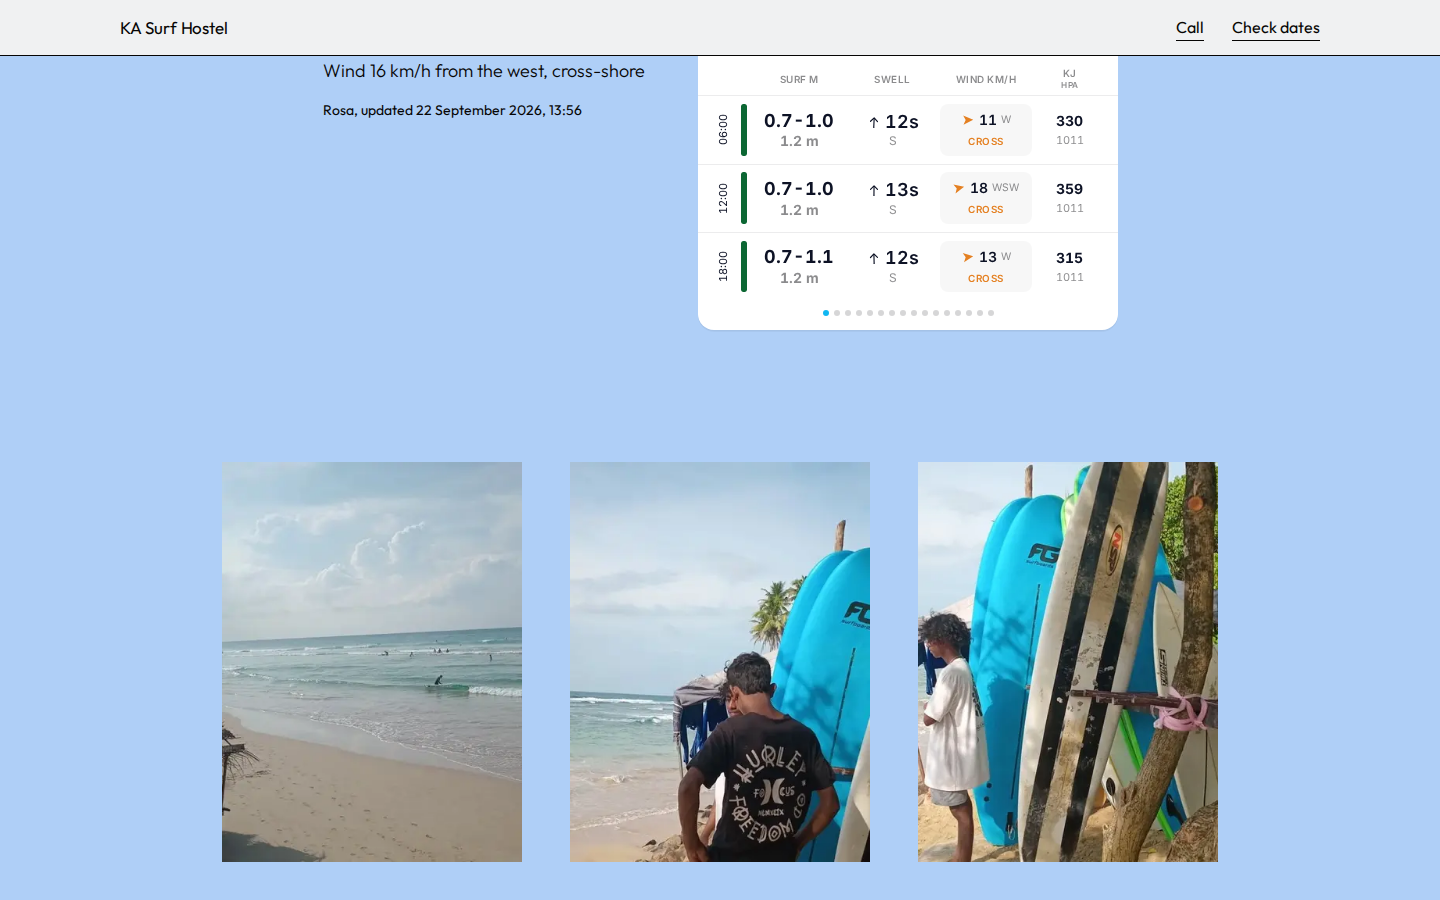 KA Surf Hostel
Call
Check dates
Wind 16 km/h from the west, cross-shore
Rosa, updated 22 September 2026, 13:56
SURF M
SWELL
WIND KM/H
KJ
HPA
06:00
0.7-1.0
1.2 m
12s
S
11 W
CROSS
330
1011
12:00
0.7-1.0
1.2 m
13s
S
18 WSW
CROSS
359
1011
18:00
0.7-1.1
1.2 m
12s
S
13 W
CROSS
315
1011
HURLEY
FO CUS
FREEDOM
FG